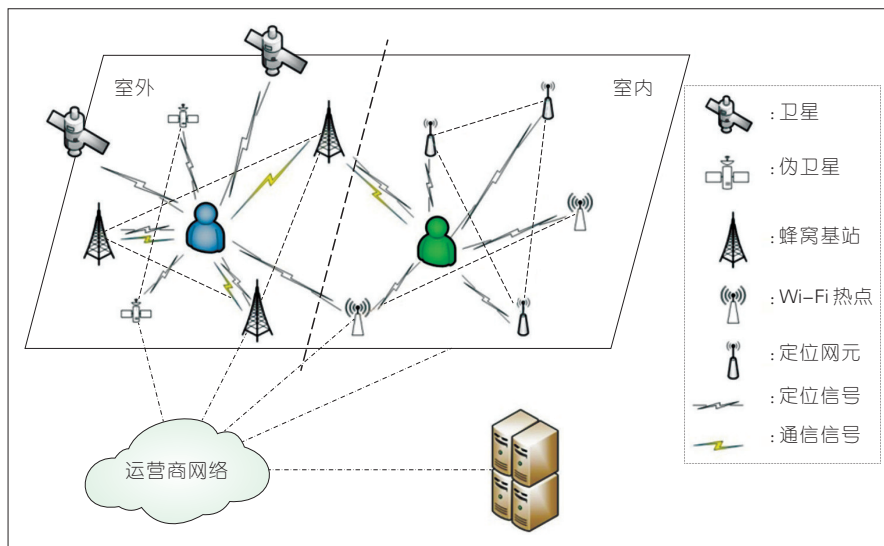 室外
室内
:卫星
:伪卫星
:蜂窝基站
:Wi-Fi 热点
:定位网元
:定位信号
:通信信号
运营商网络